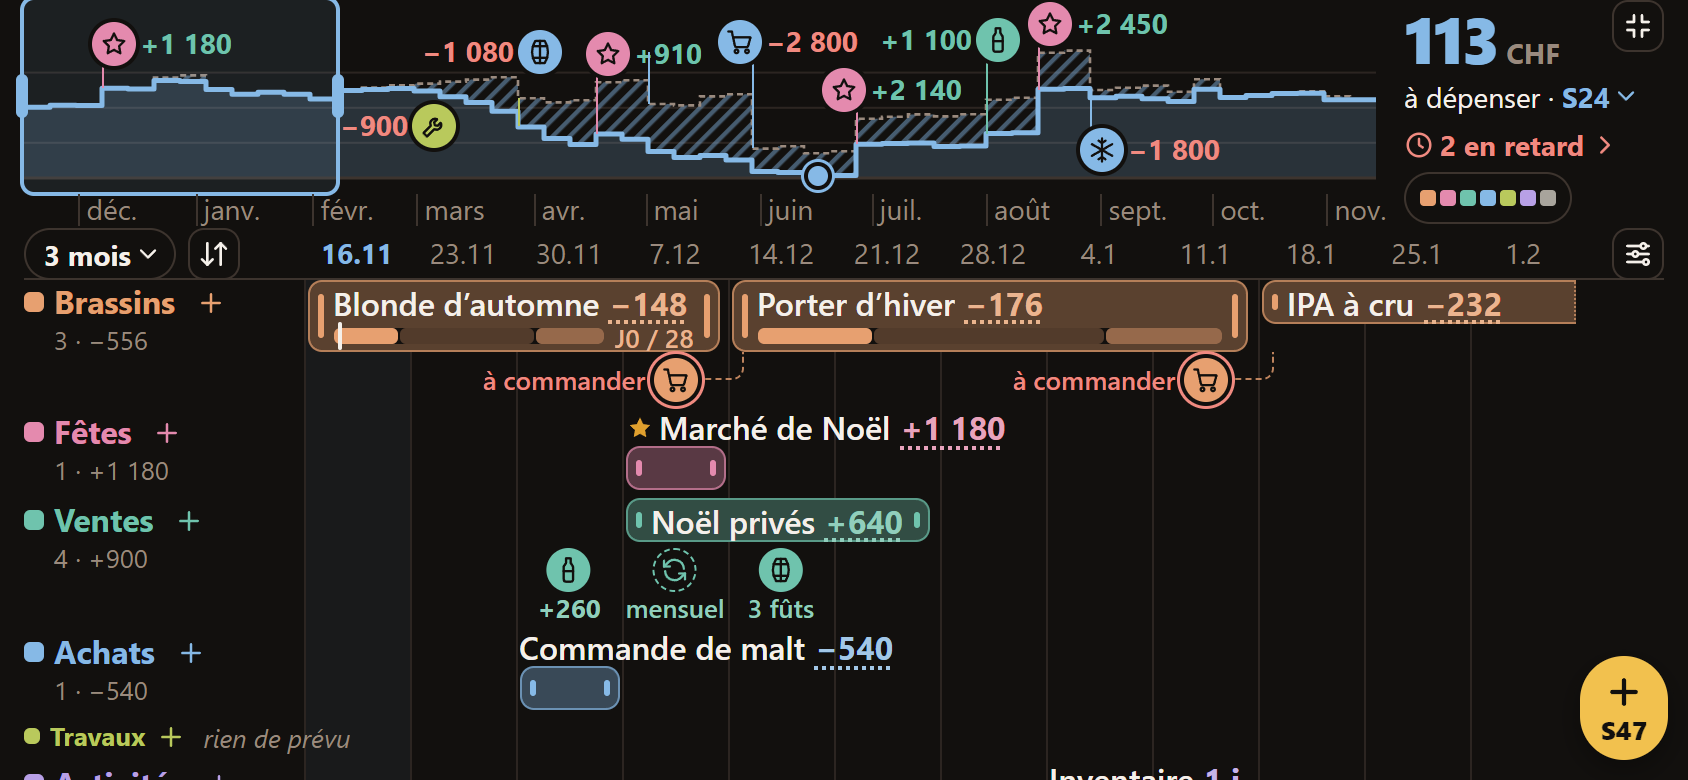 +1 180
−1 080
+910
−2 800
+1 100
+2 450
+2 140
−900
−1 800
113 CHF
à dépenser · S24
2 en retard
déc. janv. févr. mars avr. mai juin juil. août sept. oct. nov.
3 mois
16.11 23.11 30.11 7.12 14.12 21.12 28.12 4.1 11.1 18.1 25.1 1.2
Brassins +
3 · −556
Blonde d’automne −148
J0 / 28
Porter d’hiver −176
IPA à cru −232
à commander
à commander
Fêtes +
1 · +1 180
Marché de Noël +1 180
Ventes +
4 · +900
Noël privés +640
+260
mensuel
3 fûts
Achats +
1 · −540
Commande de malt −540
Travaux + rien de prévu
+
S47
Inventaire 1 j